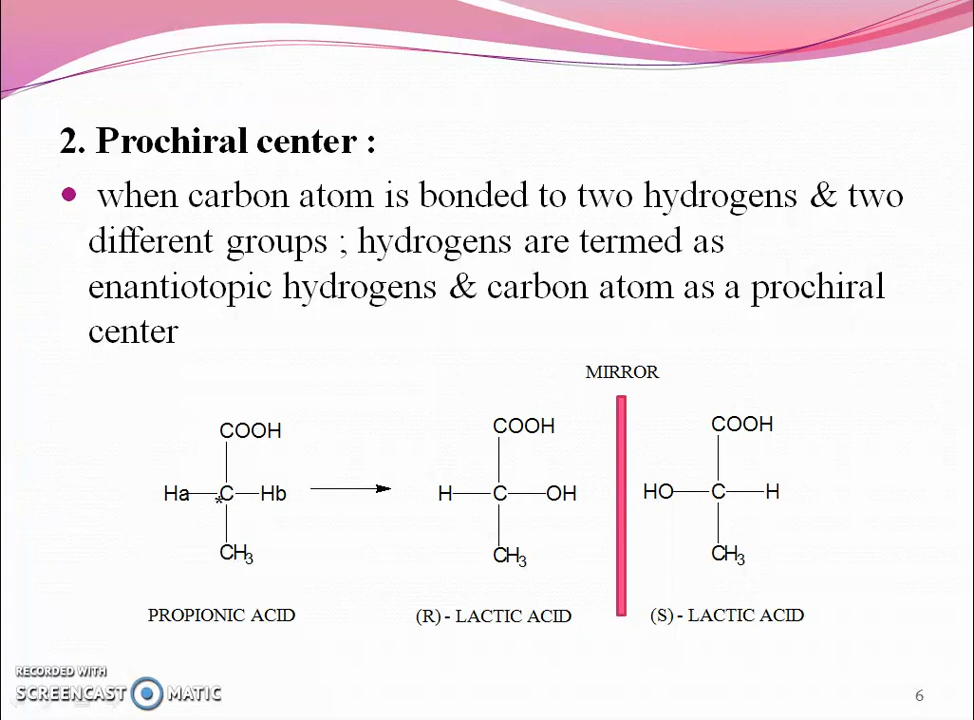 2. Prochiral center :
when carbon atom is bonded to two hydrogens & two
different groups ; hydrogens are termed as
enantiotopic hydrogens & carbon atom as a prochiral
center
MIRROR
COOH COOH COOH
Ha C* Hb H C OH HO C H
CH3 CH3 CH3
PROPIONIC ACID (R) - LACTIC ACID (S) - LACTIC ACID
RECORDED WITH
SCREENCAST MATIC
6